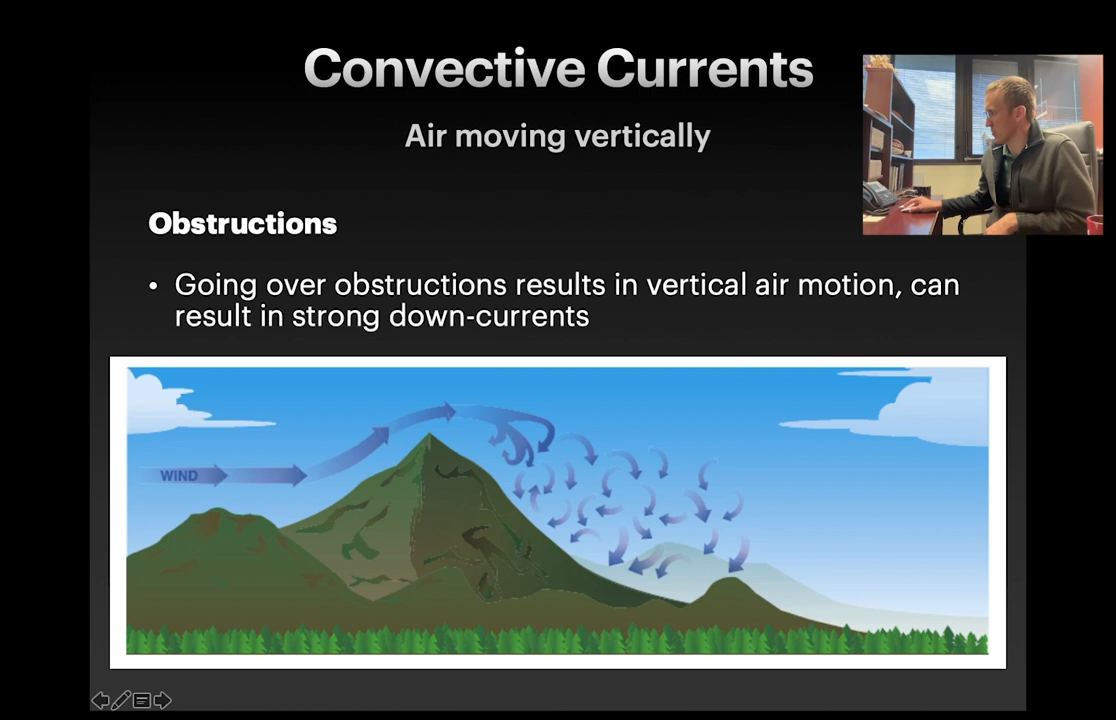 Convective Currents
Air moving vertically
Obstructions
• Going over obstructions results in vertical air motion, can
result in strong down-currents
WIND